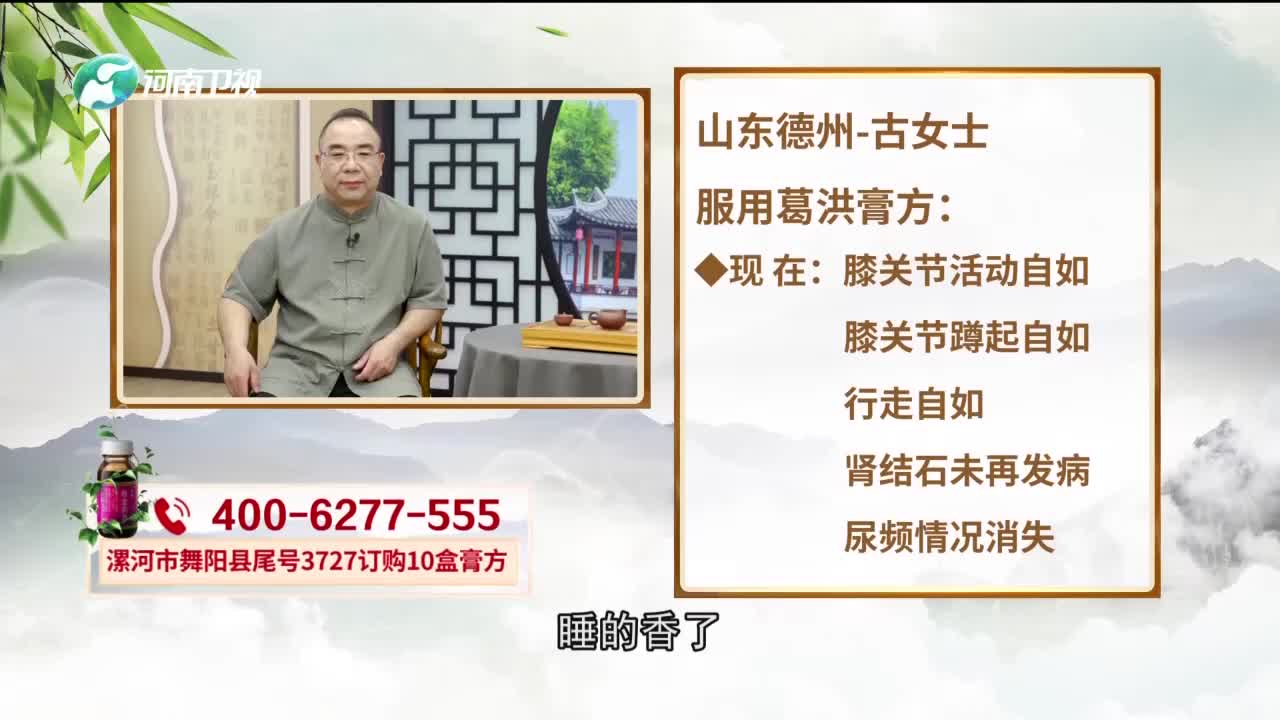 河南卫视
山东德州-古女士
服用葛洪膏方：
◆现 在：膝关节活动自如
膝关节蹲起自如
行走自如
肾结石未再发病
尿频情况消失
400-6277-555
漯河市舞阳县尾号3727订购10盒膏方
睡的香了